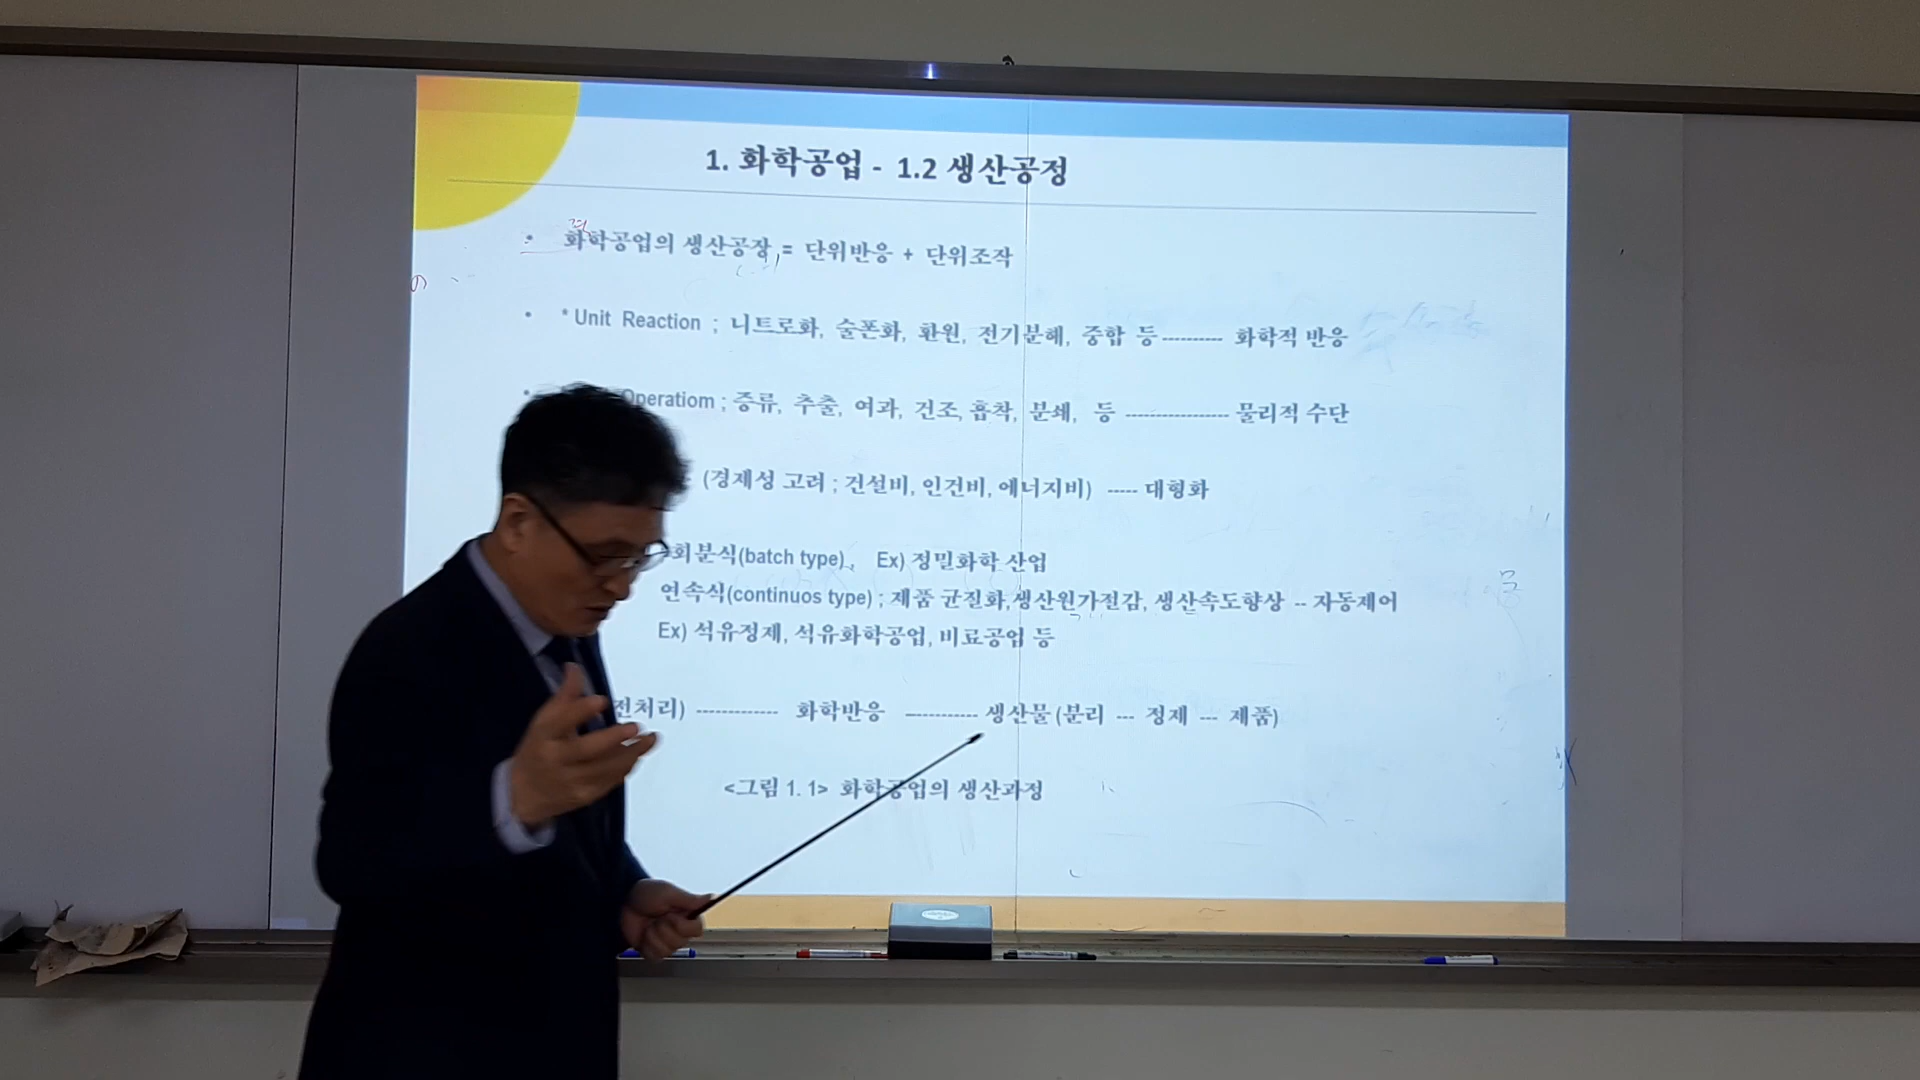 1. 화학공업 - 1.2 생산공정
• 화학공업의 생산공장 = 단위반응 + 단위조작
• * Unit Reaction ; 니트로화, 술폰화, 환원, 전기분해, 중합 등 ---------- 화학적 반응
• Operatiom ; 증류, 추출, 여과, 건조, 흡착, 분쇄, 등 ----------------- 물리적 수단
(경제성 고려 ; 건설비, 인건비, 에너지비) ----- 대형화
회분식(batch type), Ex) 정밀화학 산업
연속식(continuos type) ; 제품 균질화, 생산원가절감, 생산속도향상 -- 자동제어
Ex) 석유정제, 석유화학공업, 비료공업 등
전처리) ------------- 화학반응 ------------ 생산물 (분리 --- 정제 --- 제품)
<그림 1. 1> 화학공업의 생산과정